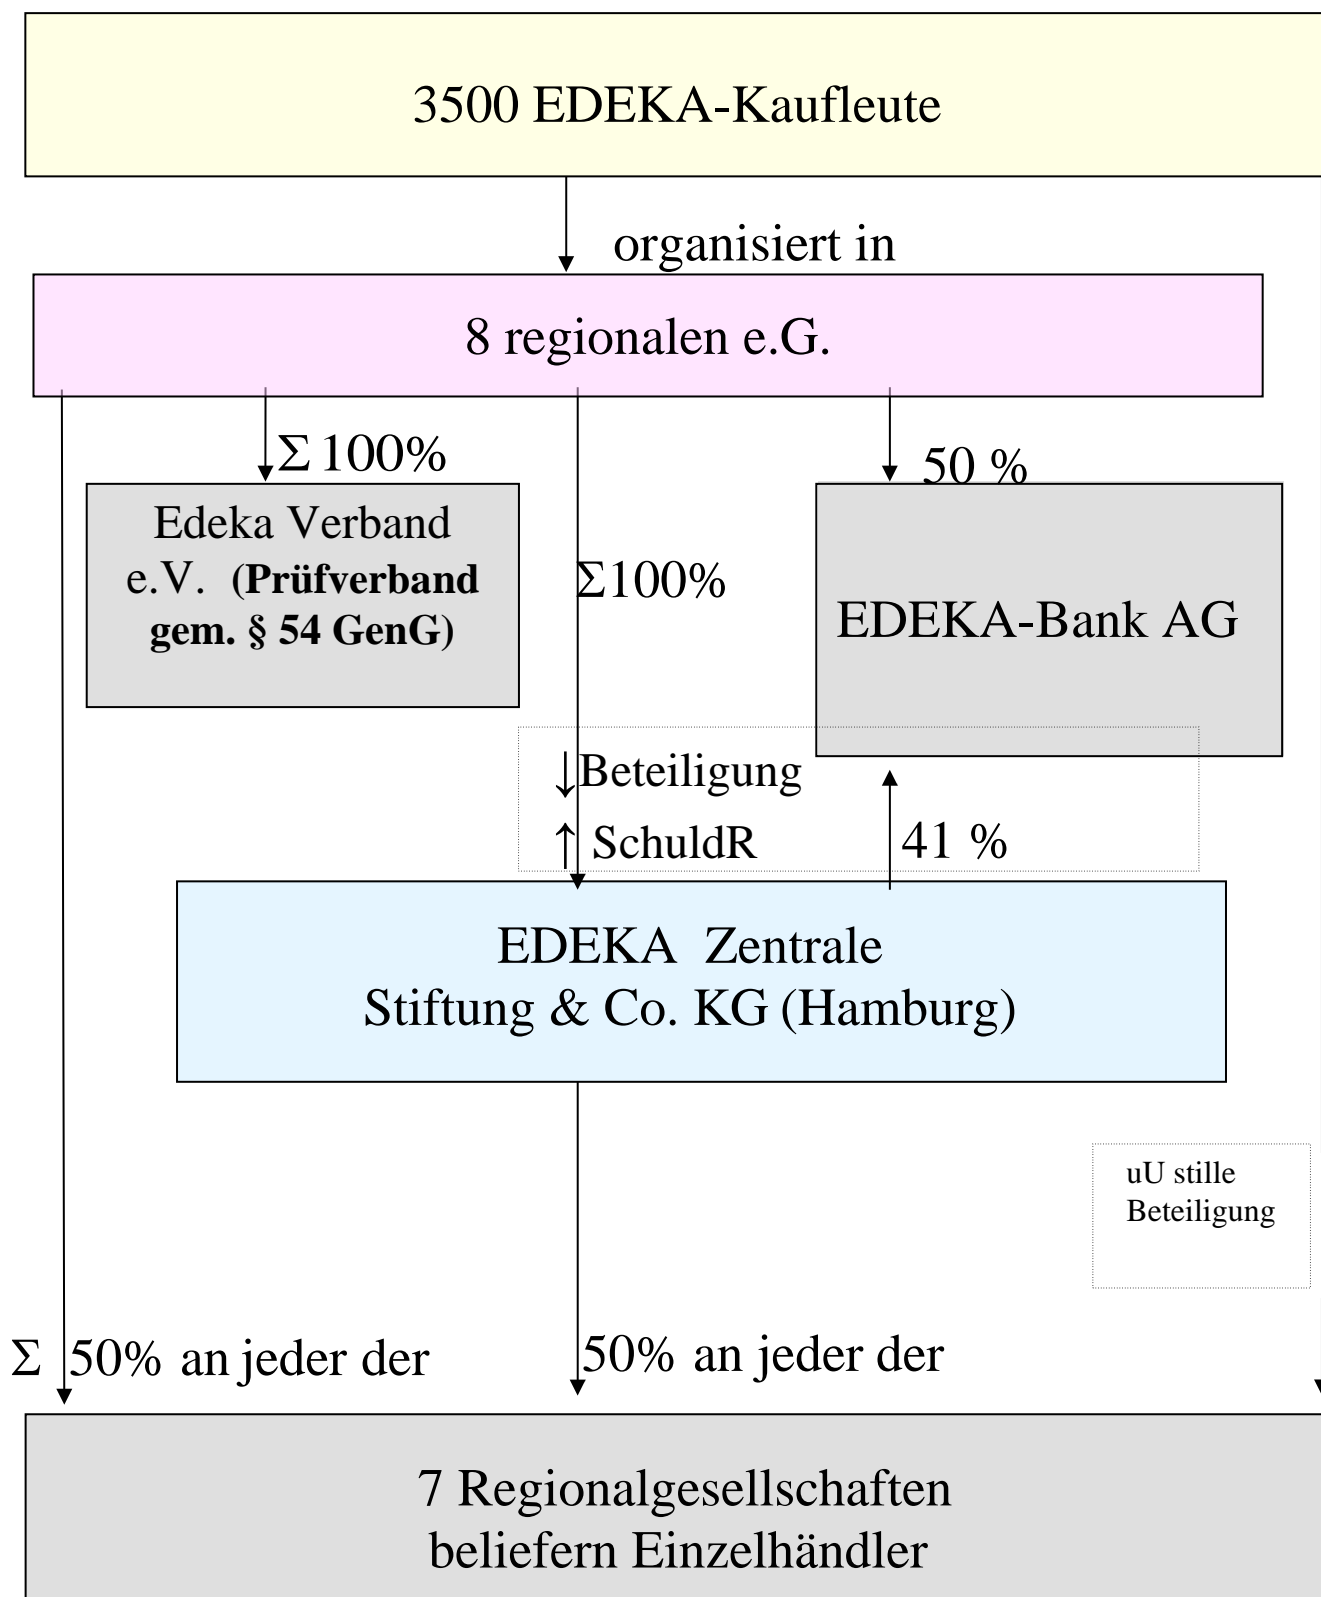 3500 EDEKA-Kaufleute
organisiert in
8 regionalen e.G.
Σ 100%
50 %
Edeka Verband
e.V. (Prüfverband
gem. § 54 GenG)
Σ100%
EDEKA-Bank AG
↓Beteiligung
↑ SchuldR
41 %
EDEKA Zentrale
Stiftung & Co. KG (Hamburg)
uU stille
Beteiligung
Σ 50% an jeder der
50% an jeder der
7 Regionalgesellschaften
beliefern Einzelhändler